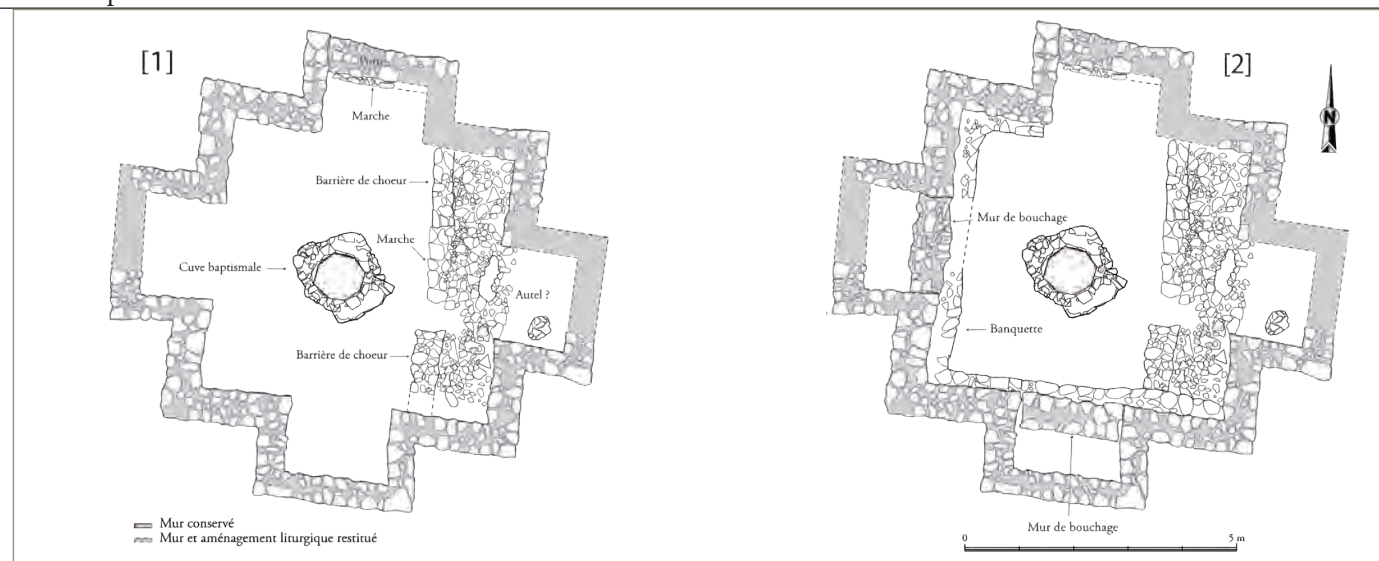 [1]
Porte
Marche
Barrière de choeur
Marche
Cuve baptismale
Autel ?
Barrière de choeur
Mur conservé
Mur et aménagement liturgique restitué
[2]
N
Mur de bouchage
Banquette
Mur de bouchage
0
5 m